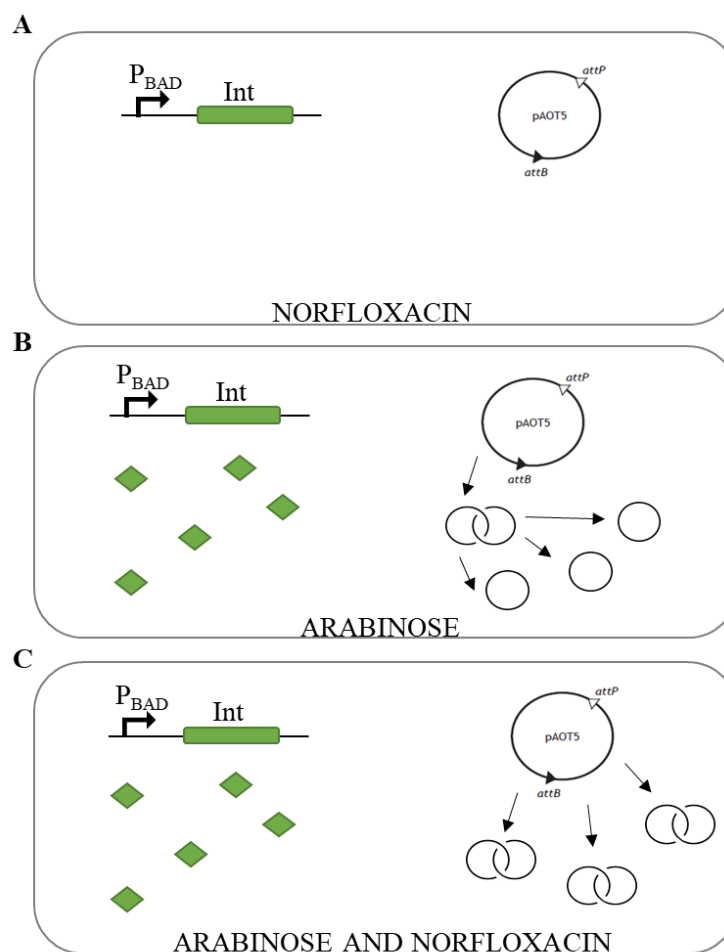 A
PBAD
Int
attP
pAOT5
attB
NORFLOXACIN
B
PBAD
Int
attP
pAOT5
attB
ARABINOSE
C
PBAD
Int
attP
pAOT5
attB
ARABINOSE AND NORFLOXACIN